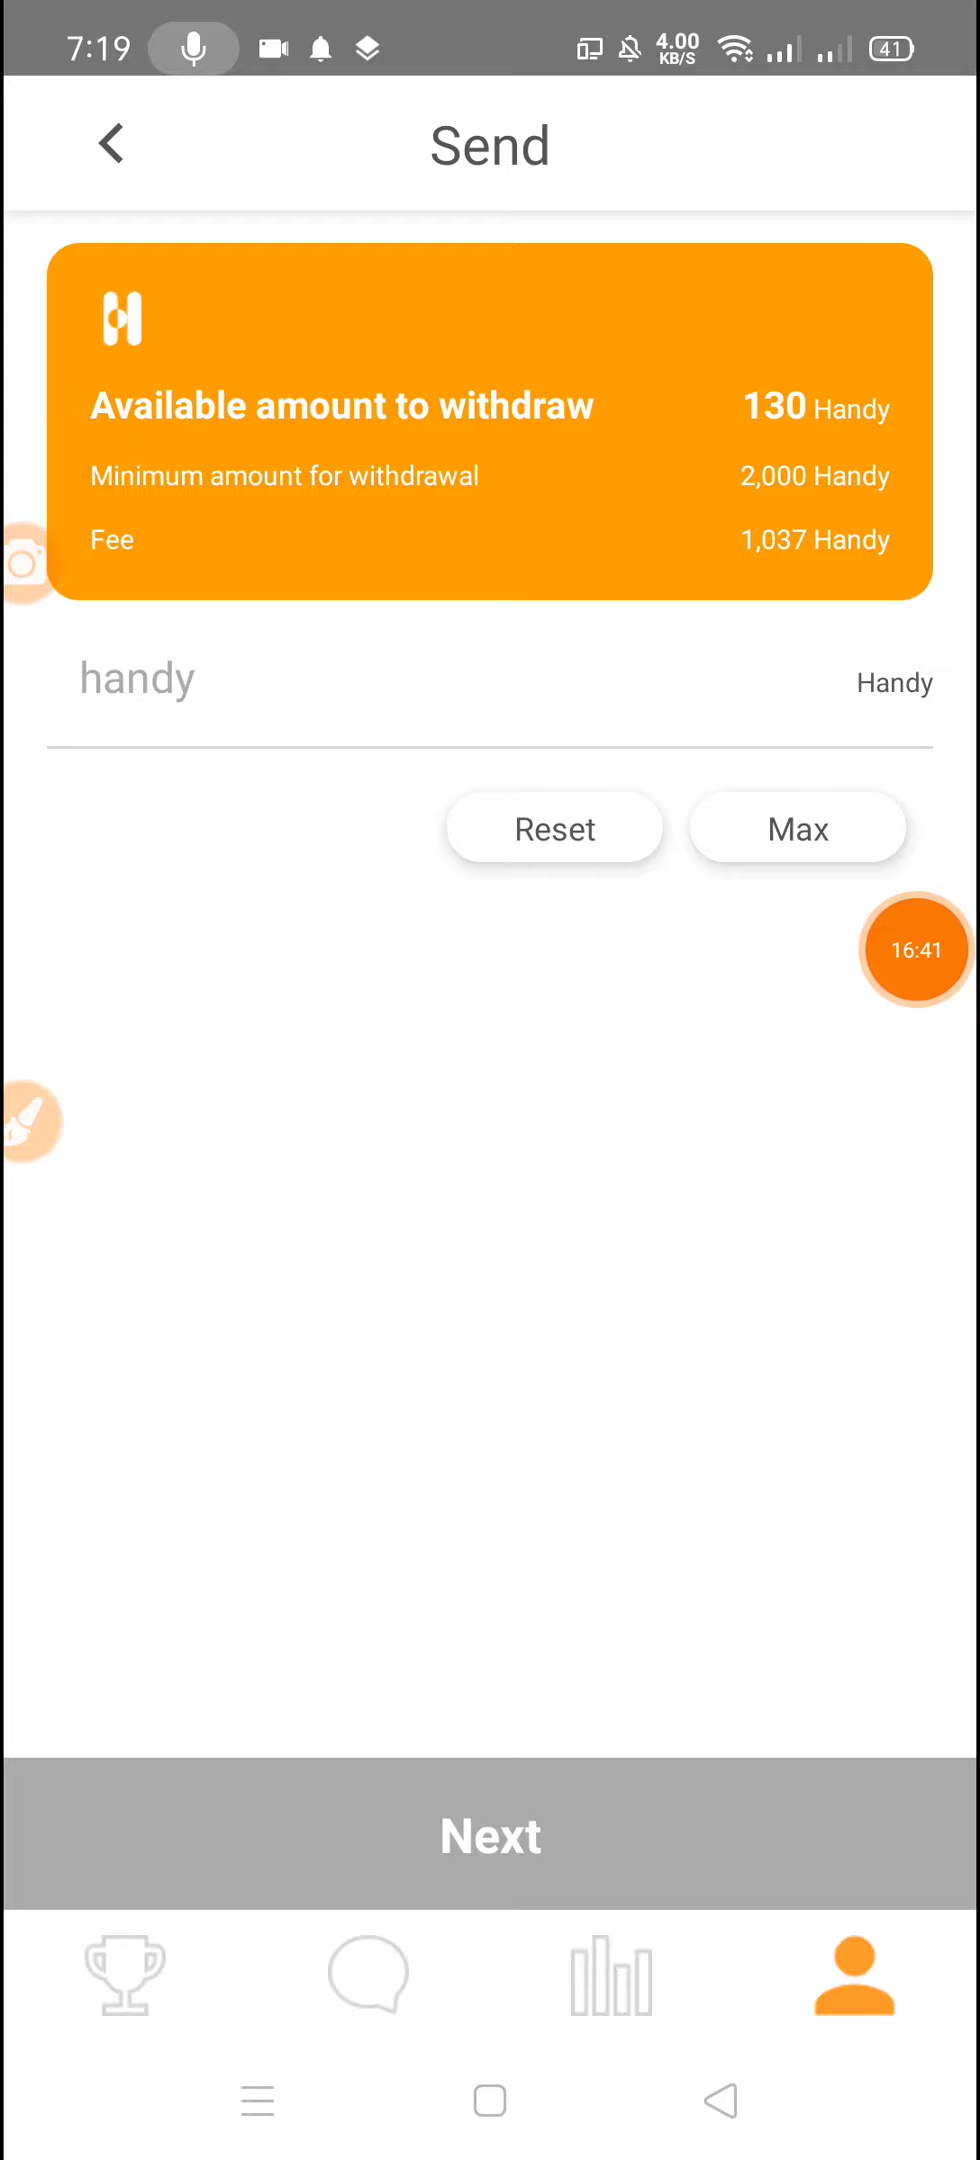 7:19 4.00 KB/S 41
Send
Available amount to withdraw 130 Handy
Minimum amount for withdrawal 2,000 Handy
Fee 1,037 Handy
handy Handy
Reset Max
16:41
Next